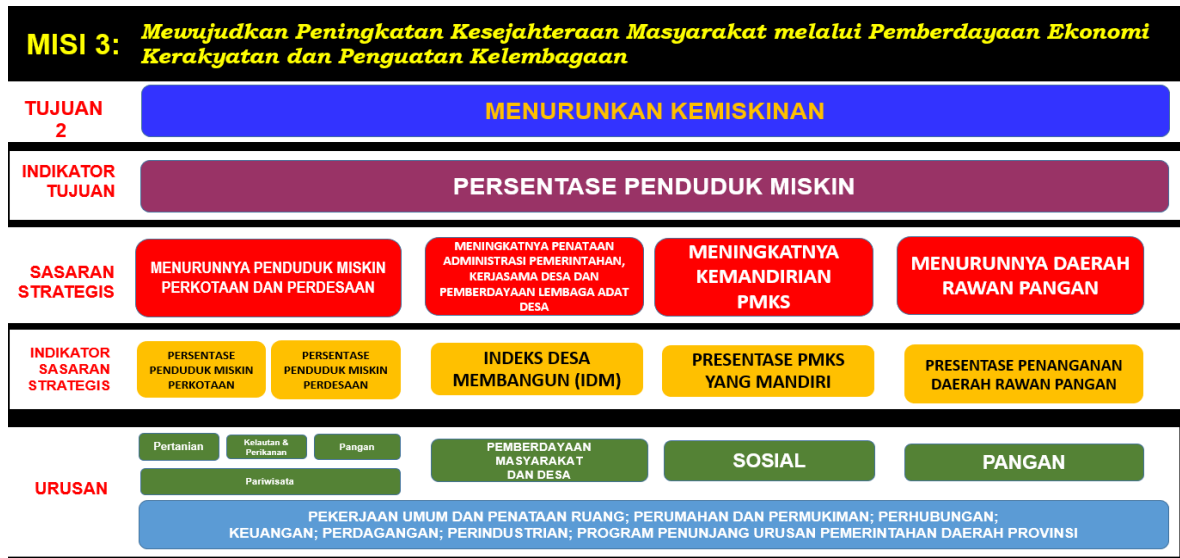 MISI 3:
Mewujudkan Peningkatan Kesejahteraan Masyarakat melalui Pemberdayaan Ekonomi
Kerakyatan dan Penguatan Kelembagaan
TUJUAN
2
MENURUNKAN KEMISKINAN
INDIKATOR
TUJUAN
PERSENTASE PENDUDUK MISKIN
SASARAN
STRATEGIS
MENURUNNYA PENDUDUK MISKIN
PERKOTAAN DAN PERDESAAN
MENINGKATNYA PENATAAN
ADMINISTRASI PEMERINTAHAN,
KERJASAMA DESA DAN
PEMBERDAYAAN LEMBAGA ADAT
DESA
MENINGKATNYA
KEMANDIRIAN
PMKS
MENURUNNYA DAERAH
RAWAN PANGAN
INDIKATOR
SASARAN
STRATEGIS
PERSENTASE
PENDUDUK MISKIN
PERKOTAAN
PERSENTASE
PENDUDUK MISKIN
PERDESAAN
INDEKS DESA
MEMBANGUN (IDM)
PRESENTASE PMKS
YANG MANDIRI
PRESENTASE PENANGANAN
DAERAH RAWAN PANGAN
URUSAN
Pertanian
Kelautan &
Perikanan
Pangan
Pariwisata
PEMBERDAYAAN
MASYARAKAT
DAN DESA
SOSIAL
PANGAN
PEKERJAAN UMUM DAN PENATAAN RUANG; PERUMAHAN DAN PERMUKIMAN; PERHUBUNGAN;
KEUANGAN; PERDAGANGAN; PERINDUSTRIAN; PROGRAM PENUNJANG URUSAN PEMERINTAHAN DAERAH PROVINSI